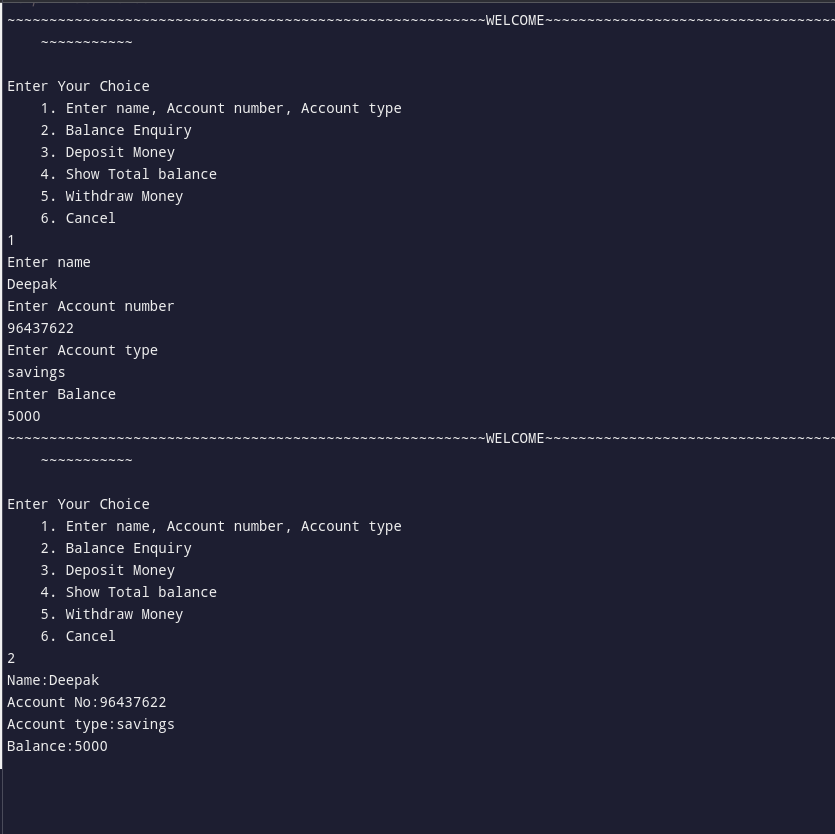 ~~~~~~~~~~~~~~~~~~~~~~~~~~~~~~~~~~~~~~~~~~~~~~~~~~~~~~~~~WELCOME~~~~~~~~~~~~~~~~~~~~~~~~~~~~~~~~~~~
~~~~~~~~~~~
Enter Your Choice
1. Enter name, Account number, Account type
2. Balance Enquiry
3. Deposit Money
4. Show Total balance
5. Withdraw Money
6. Cancel
1
Enter name
Deepak
Enter Account number
96437622
Enter Account type
savings
Enter Balance
5000
~~~~~~~~~~~~~~~~~~~~~~~~~~~~~~~~~~~~~~~~~~~~~~~~~~~~~~~~~WELCOME~~~~~~~~~~~~~~~~~~~~~~~~~~~~~~~~~~~
~~~~~~~~~~~
Enter Your Choice
1. Enter name, Account number, Account type
2. Balance Enquiry
3. Deposit Money
4. Show Total balance
5. Withdraw Money
6. Cancel
2
Name:Deepak
Account No:96437622
Account type:savings
Balance:5000